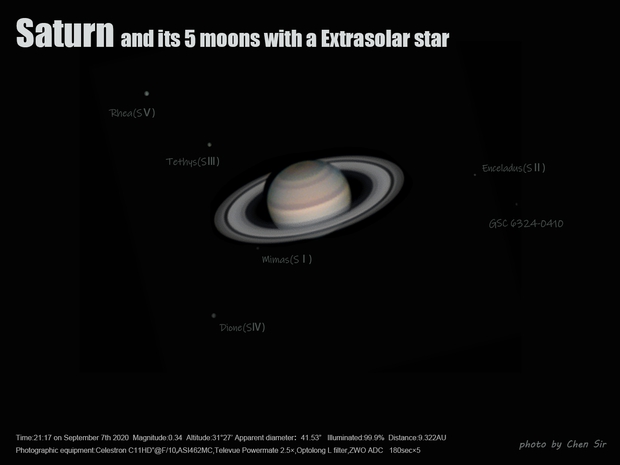 Saturn and its 5 moons with a Extrasolar star
Rhea(SⅤ)
Tethys(SⅢ)
Enceladus(SⅡ)
GSC 6324-0410
Mimas(SⅠ)
Dione(SⅣ)
Time:21:17 on September 7th 2020 Magnitude:0.34 Altitude:31°27' Apparent diameter：41.53" Illuminated:99.9% Distance:9.322AU
Photographic equipment:Celestron C11HD"@F/10,ASI462MC,Televue Powermate 2.5×,Optolong L filter,ZWO ADC 180sec×5
photo by Chen Sir